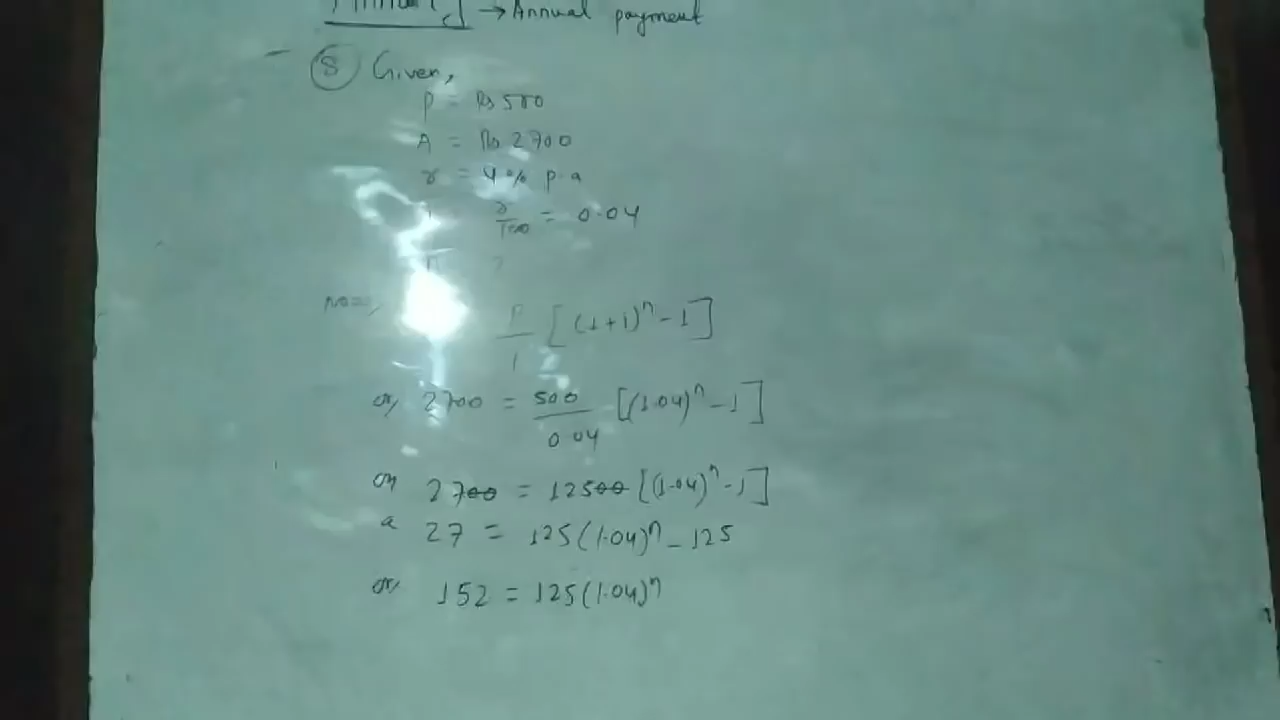 → Annual payment
8 Given,
P = Rs 500
A = Rs 2700
r = 4% p.a
r/100 = 0.04
n ?
Now,
P/i [(1+i)^n - 1]
or, 2700 = 500/0.04 [(1.04)^n - 1]
or 2700 = 12500 [(1.04)^n - 1]
a 27 = 125(1.04)^n - 125
or, 152 = 125(1.04)^n